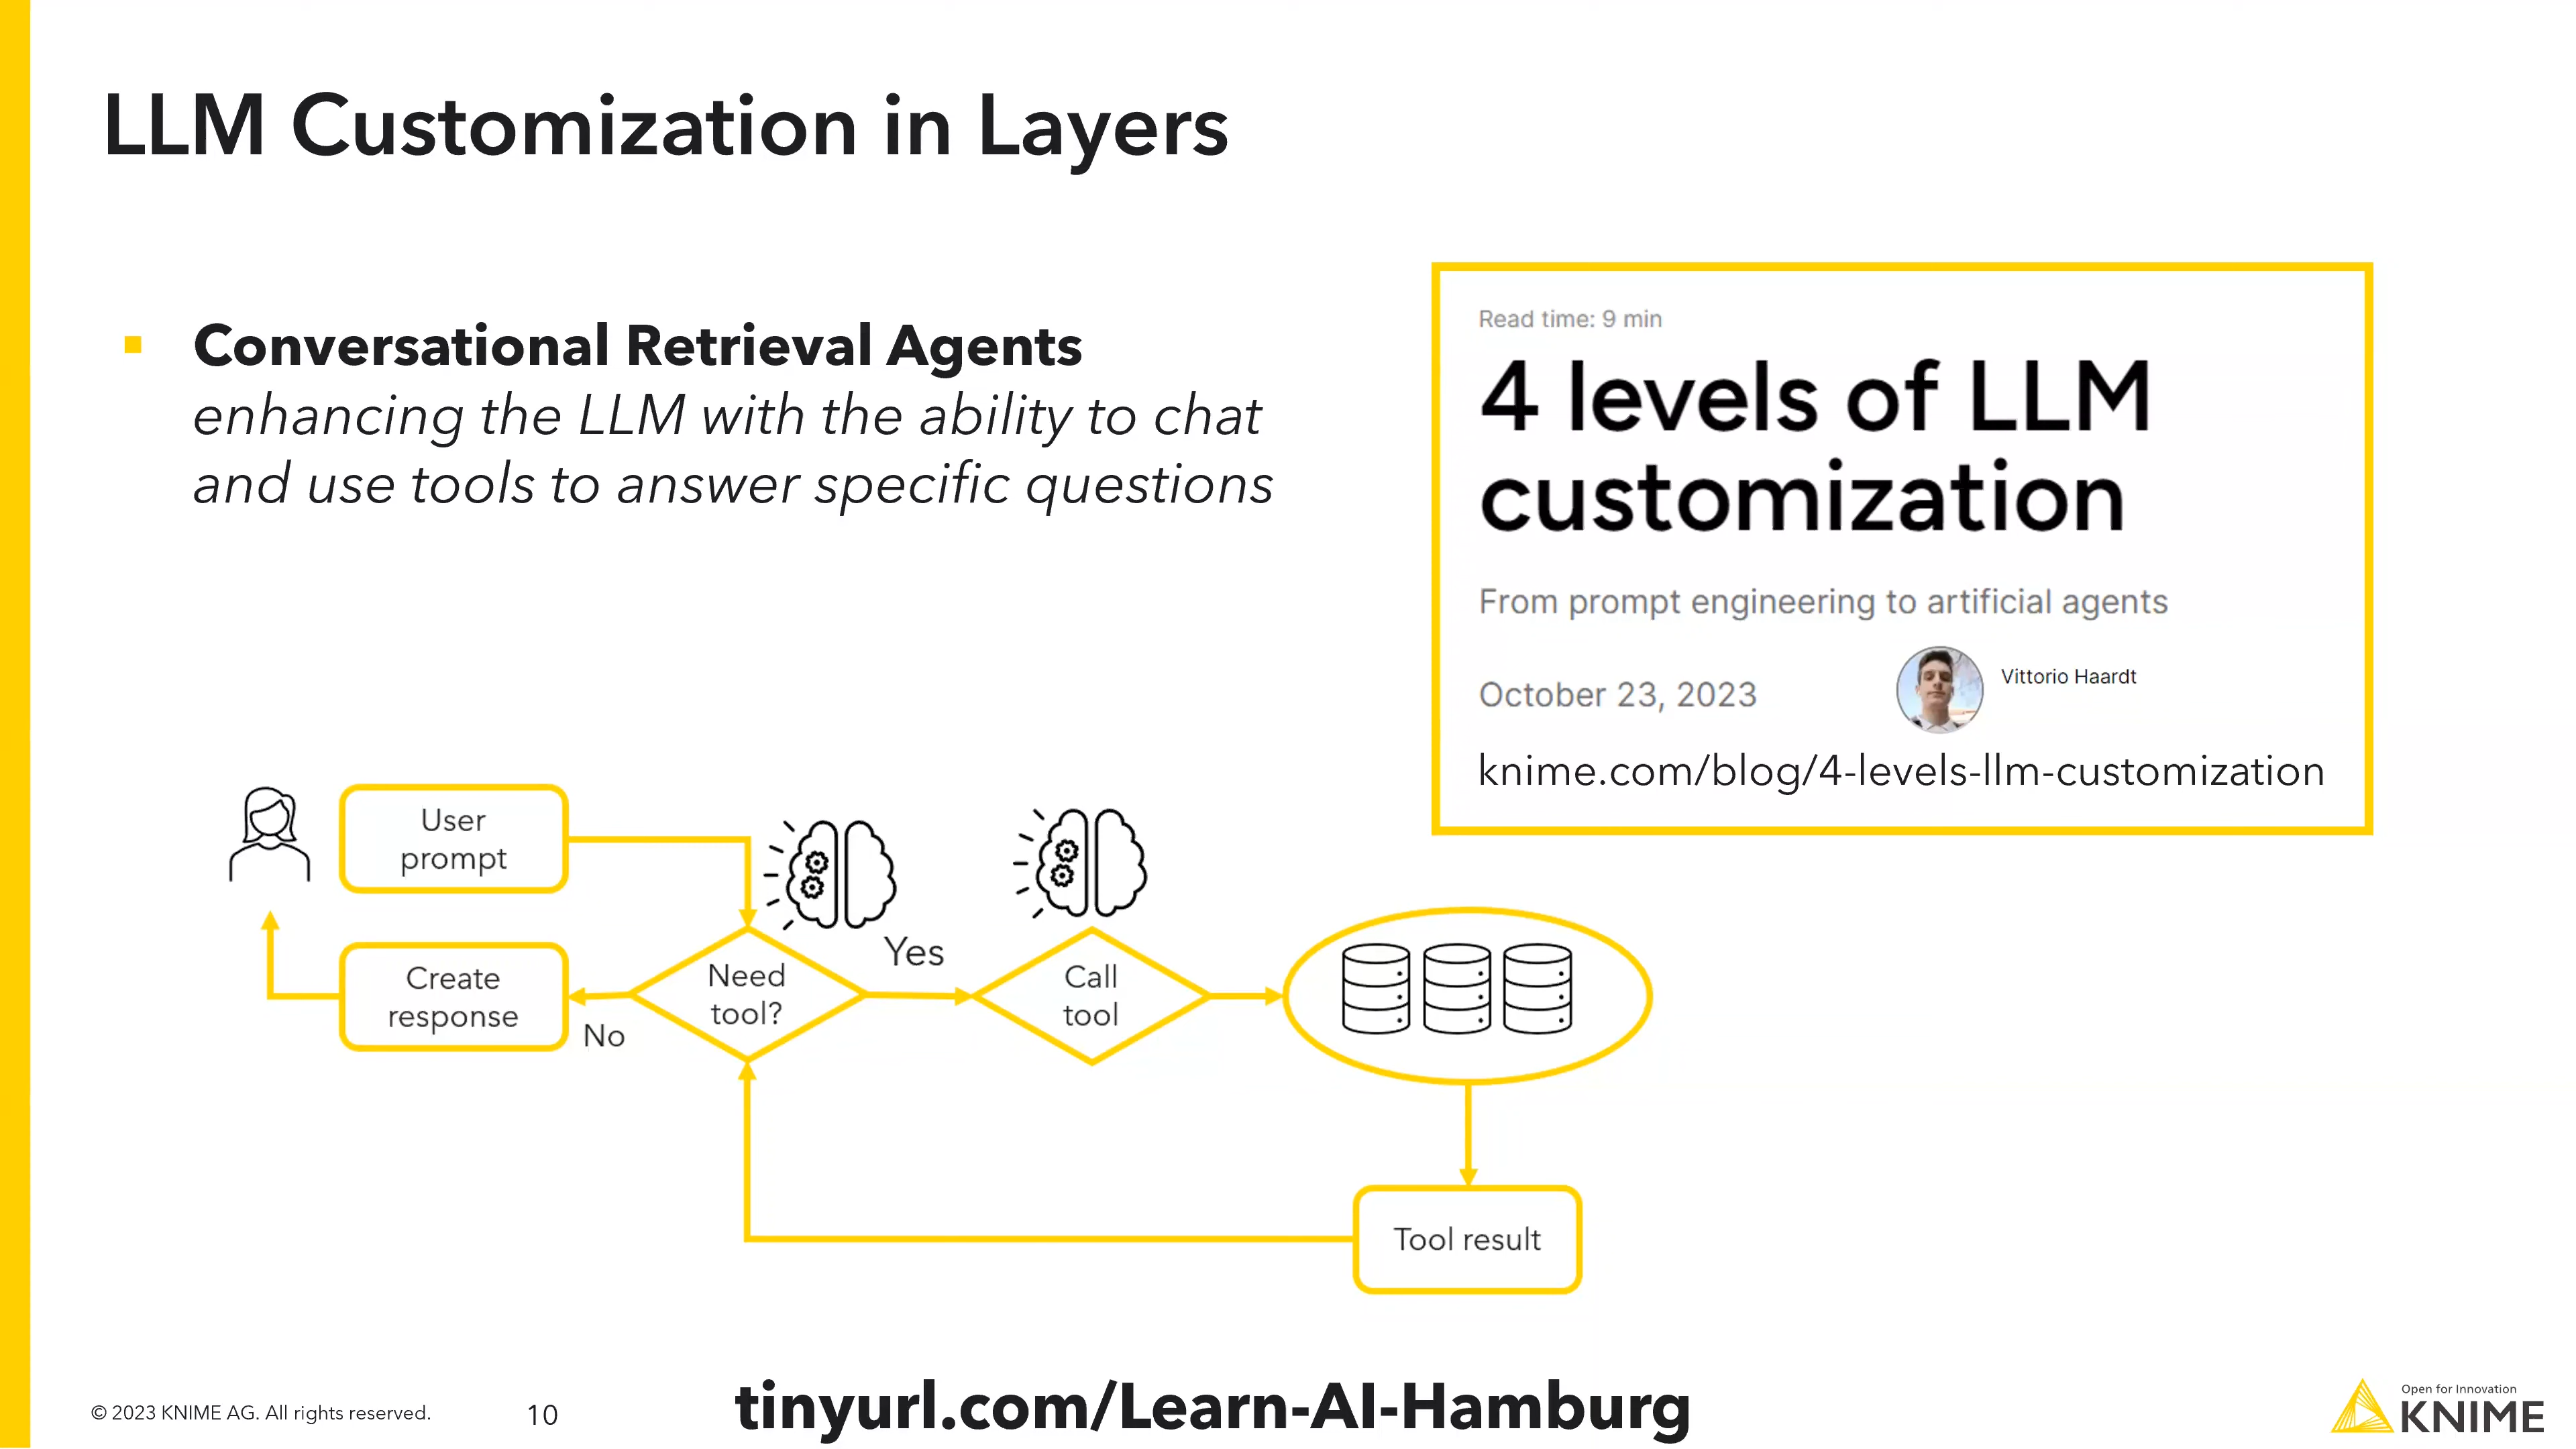 LLM Customization in Layers
Conversational Retrieval Agents
enhancing the LLM with the ability to chat
and use tools to answer specific questions
Read time: 9 min
4 levels of LLM
customization
From prompt engineering to artificial agents
October 23, 2023
Vittorio Haardt
knime.com/blog/4-levels-llm-customization
User
prompt
Create
response
No
Need
tool?
Yes
Call
tool
Tool result
© 2023 KNIME AG. All rights reserved.
10
tinyurl.com/Learn-AI-Hamburg
Open for Innovation
KNIME